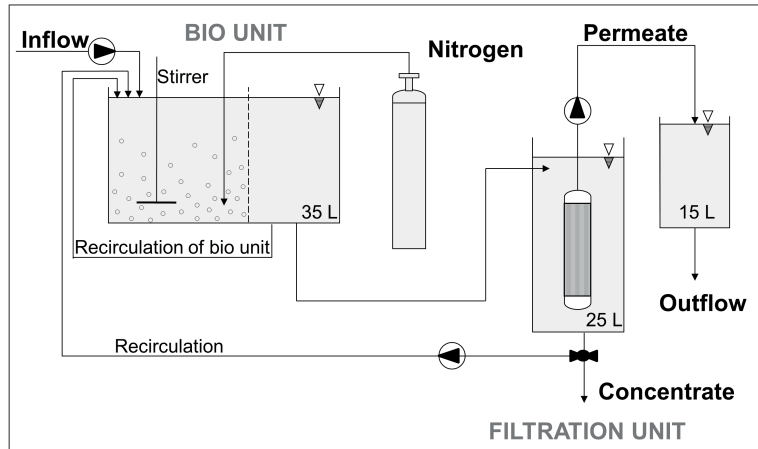 BIO UNIT
Inflow
Permeate
Nitrogen
Stirrer
35 L
15 L
Recirculation of bio unit
Outflow
25 L
Recirculation
Concentrate
FILTRATION UNIT